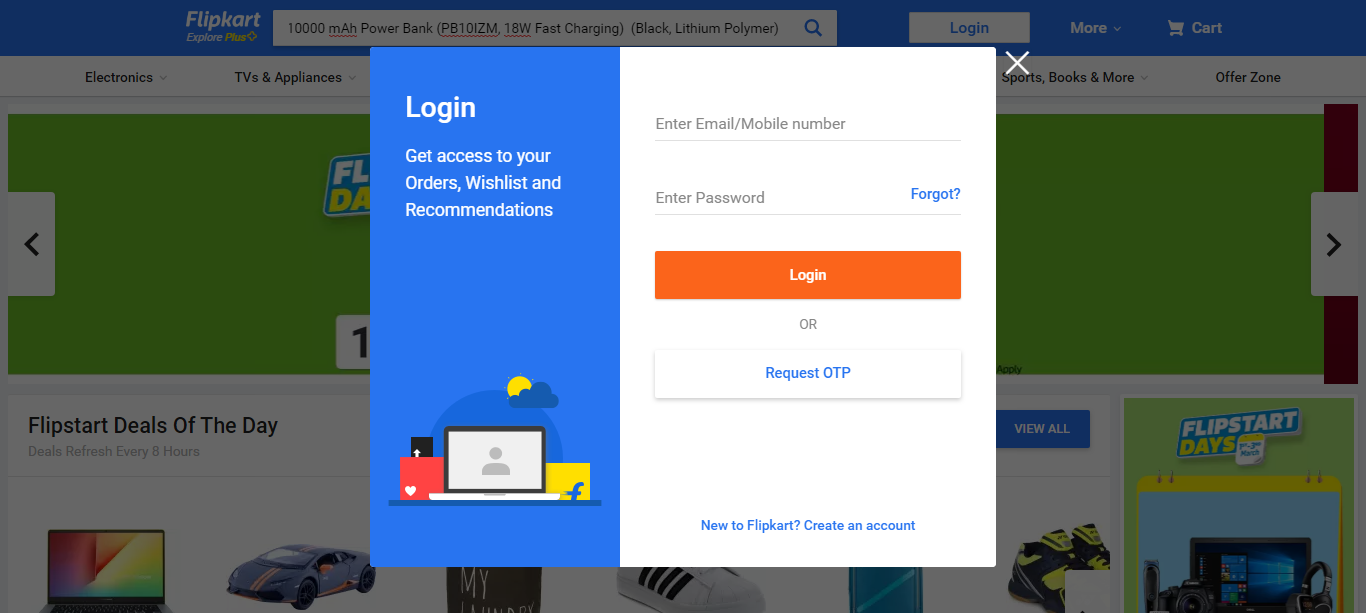 Flipkart
Explore Plus
10000 mAh Power Bank (PB10IZM, 18W Fast Charging) (Black, Lithium Polymer)
Login
More
Cart
Electronics
TVs & Appliances
Sports, Books & More
Offer Zone
Login
Get access to your
Orders, Wishlist and
Recommendations
Enter Email/Mobile number
Enter Password
Forgot?
Login
OR
Request OTP
New to Flipkart? Create an account
FL
DA
1
Apply
Flipstart Deals Of The Day
Deals Refresh Every 8 Hours
VIEW ALL
FLIPSTART
DAYS
March
MY
LAUNDRY